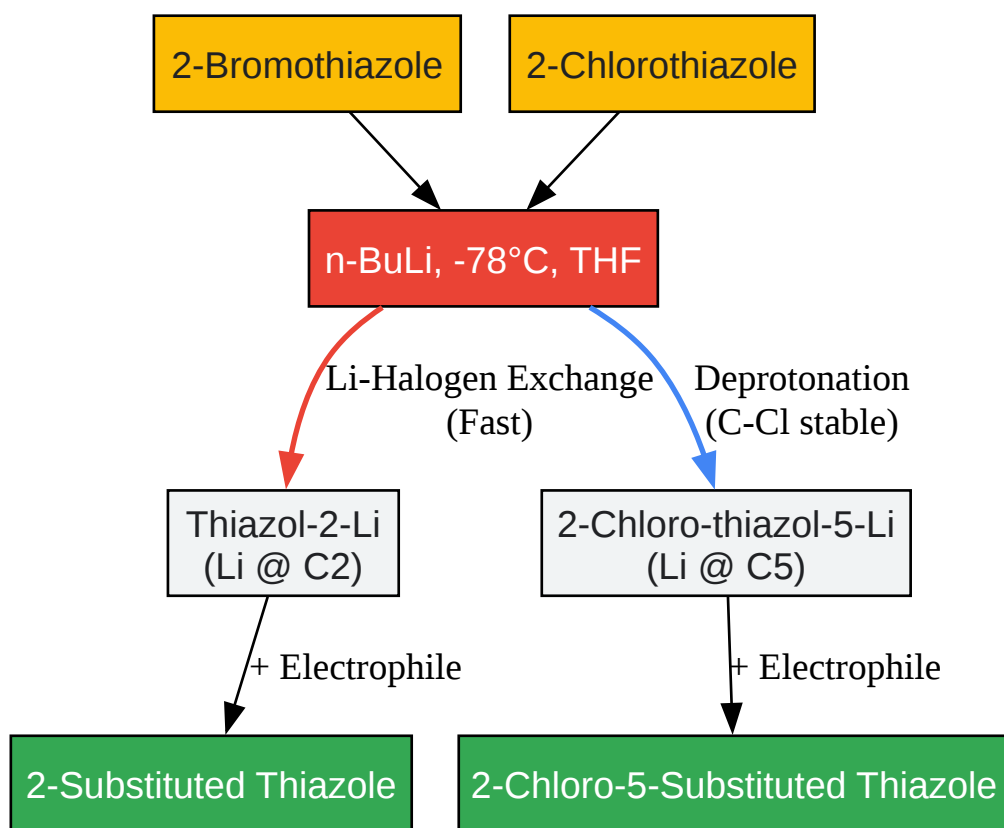 2-Bromothiazole
2-Chlorothiazole
n-BuLi, -78°C, THF
Li-Halogen Exchange
(Fast)
Deprotonation
(C-Cl stable)
Thiazol-2-Li
(Li @ C2)
2-Chloro-thiazol-5-Li
(Li @ C5)
+ Electrophile
+ Electrophile
2-Substituted Thiazole
2-Chloro-5-Substituted Thiazole